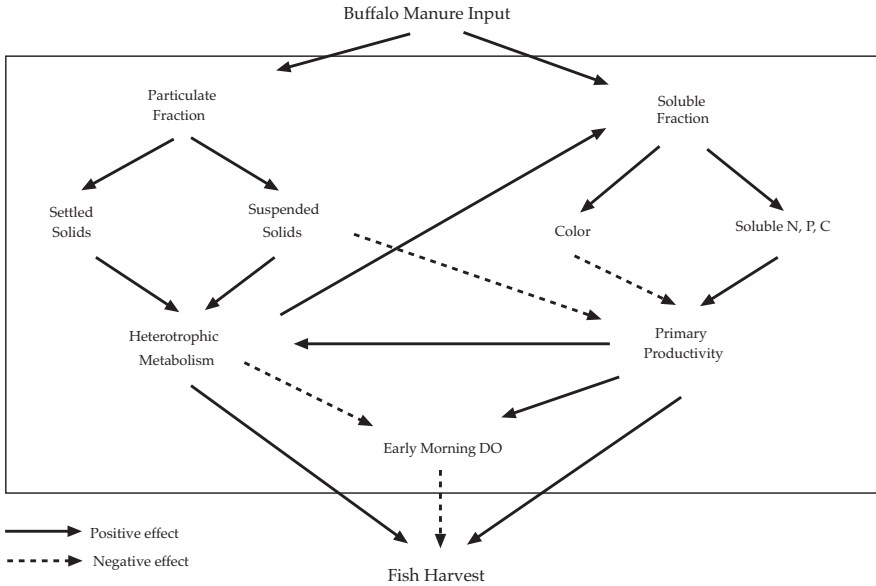 Buffalo Manure Input
Particulate
Fraction
Soluble
Fraction
Settled
Solids
Suspended
Solids
Color
Soluble N, P, C
Heterotrophic
Metabolism
Primary
Productivity
Early Morning DO
Positive effect
Negative effect
Fish Harvest